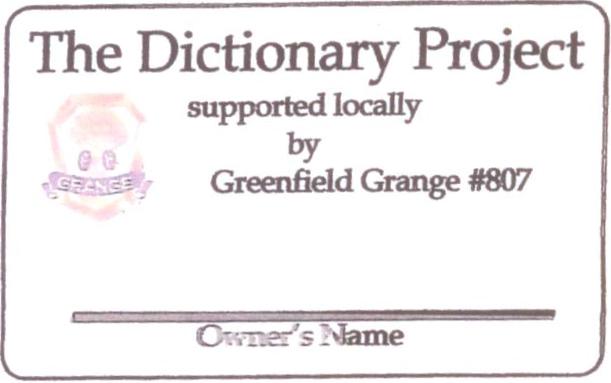 The Dictionary Project
supported locally
by
Greenfield Grange #807
GRANGE
Owner's Name